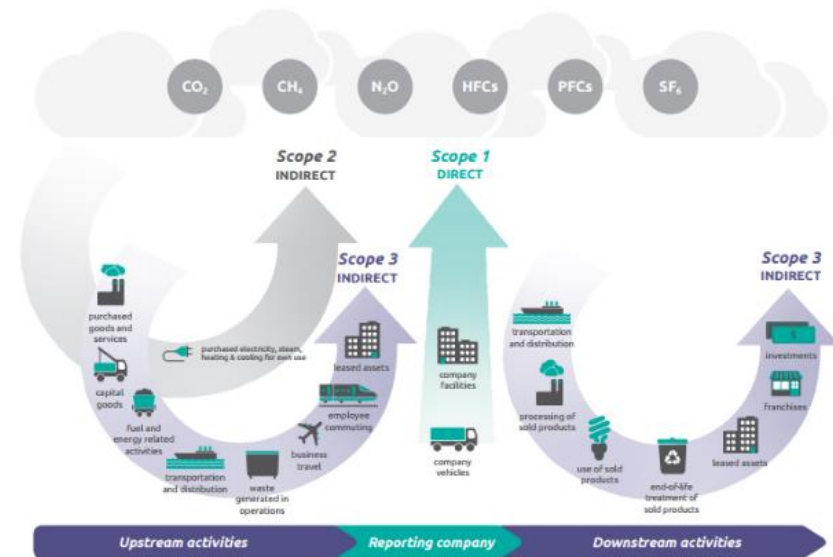 CO₂
CH₄
N₂O
HFCs
PFCs
SF₆
Scope 2
INDIRECT
Scope 1
DIRECT
Scope 3
INDIRECT
Scope 3
INDIRECT
purchased
goods and
services
capital
goods
fuel and
energy related
activities
transportation
and distribution
waste
generated in
operations
business
travel
employee
commuting
leased assets
purchased electricity, steam,
heating & cooling for own use
company
facilities
company
vehicles
transportation
and distribution
processing of
sold products
use of sold
products
end-of-life
treatment of
sold products
leased assets
franchises
$
investments
Upstream activities
Reporting company
Downstream activities